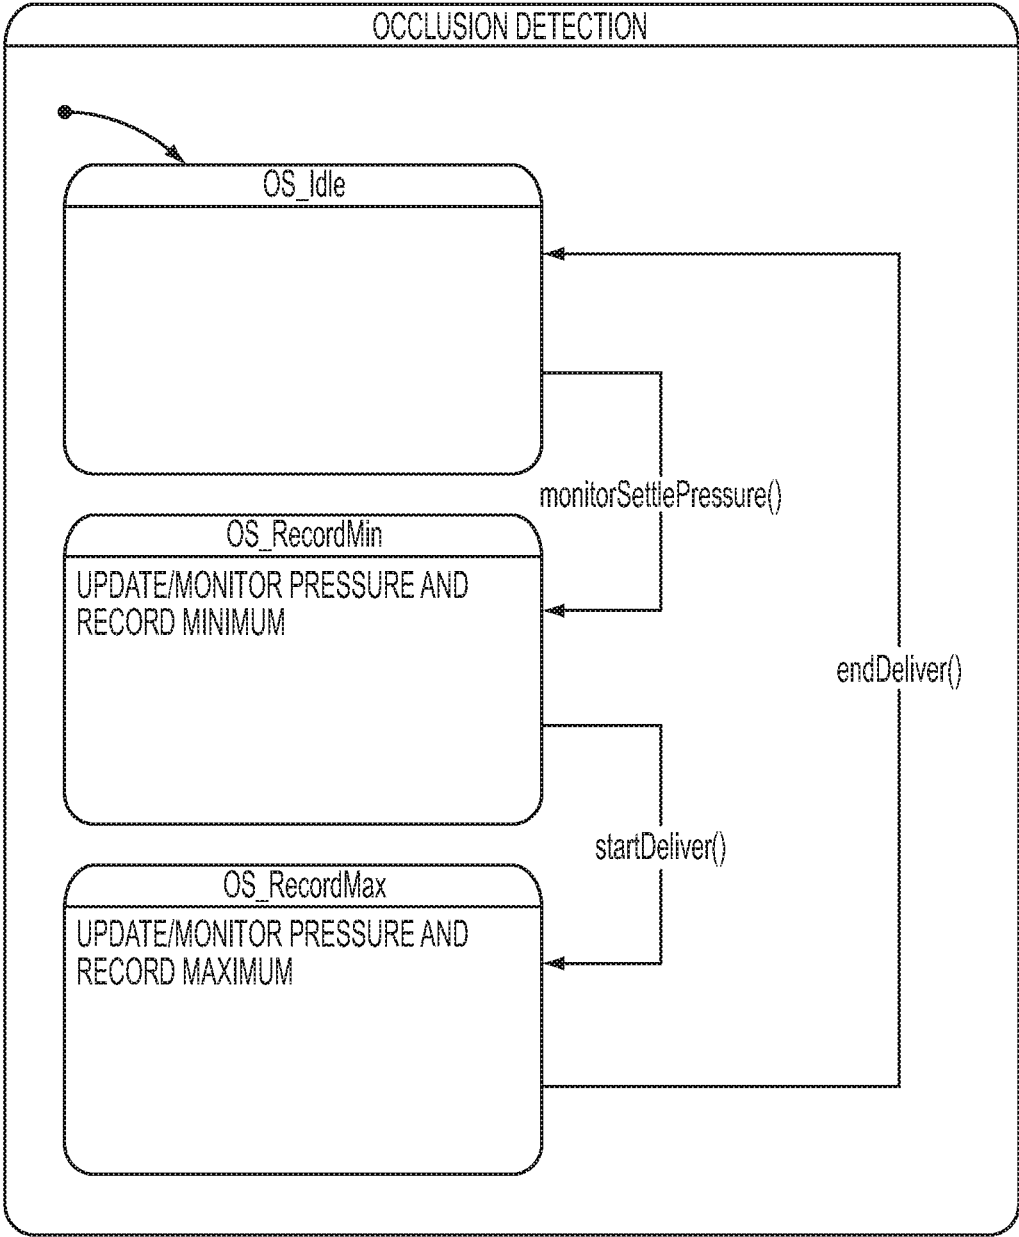 OCCLUSION DETECTION
OS_Idle
monitorSettlePressure()
OS_RecordMin
UPDATE/MONITOR PRESSURE AND
RECORD MINIMUM
endDeliver()
startDeliver()
OS_RecordMax
UPDATE/MONITOR PRESSURE AND
RECORD MAXIMUM